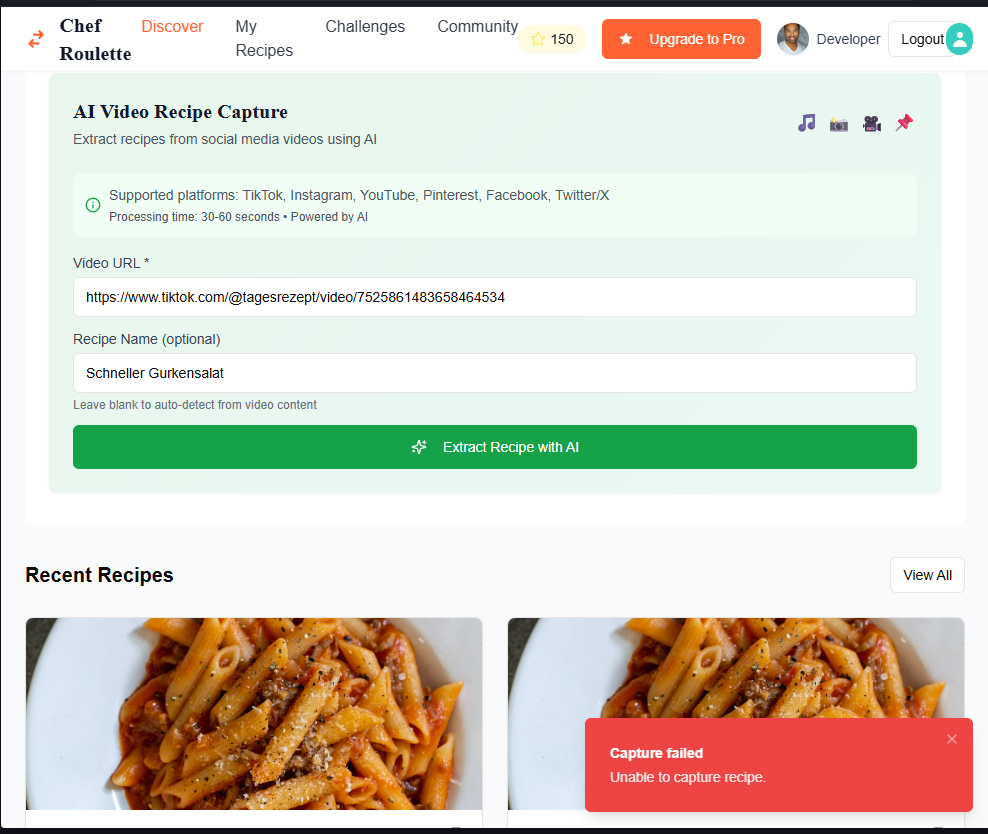 Chef Roulette
Discover
My Recipes
Challenges
Community
150
Upgrade to Pro
Developer
Logout
AI Video Recipe Capture
Extract recipes from social media videos using AI
Supported platforms: TikTok, Instagram, YouTube, Pinterest, Facebook, Twitter/X
Processing time: 30-60 seconds • Powered by AI
Video URL *
https://www.tiktok.com/@tagesrezept/video/7525861483658464534
Recipe Name (optional)
Schneller Gurkensalat
Leave blank to auto-detect from video content
Extract Recipe with AI
Recent Recipes
View All
Capture failed
Unable to capture recipe.